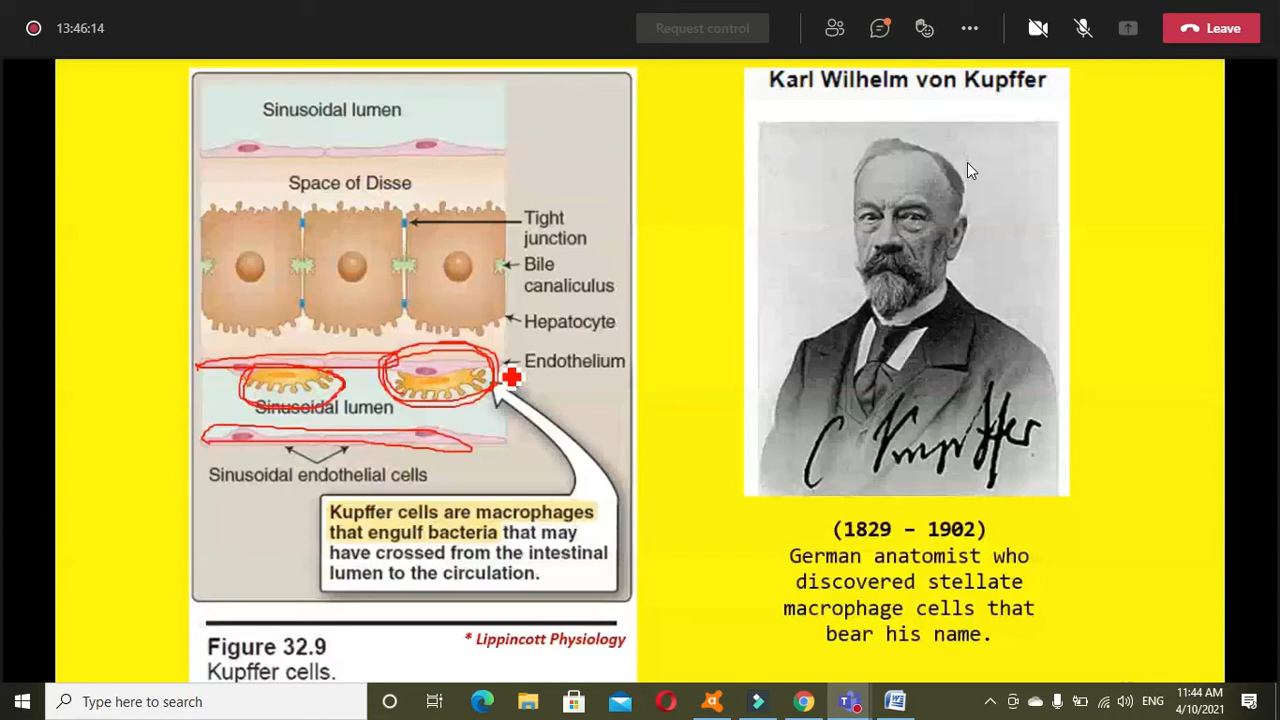 13:46:14
Request control
Leave
Sinusoidal lumen
Space of Disse
Tight
junction
Bile
canaliculus
Hepatocyte
Endothelium
Sinusoidal lumen
Sinusoidal endothelial cells
Kupffer cells are macrophages
that engulf bacteria that may
have crossed from the intestinal
lumen to the circulation.
* Lippincott Physiology
Figure 32.9
Kupffer cells.
Karl Wilhelm von Kupffer
C Kupffer
(1829 – 1902)
German anatomist who
discovered stellate
macrophage cells that
bear his name.
Type here to search
ENG
11:44 AM
4/10/2021